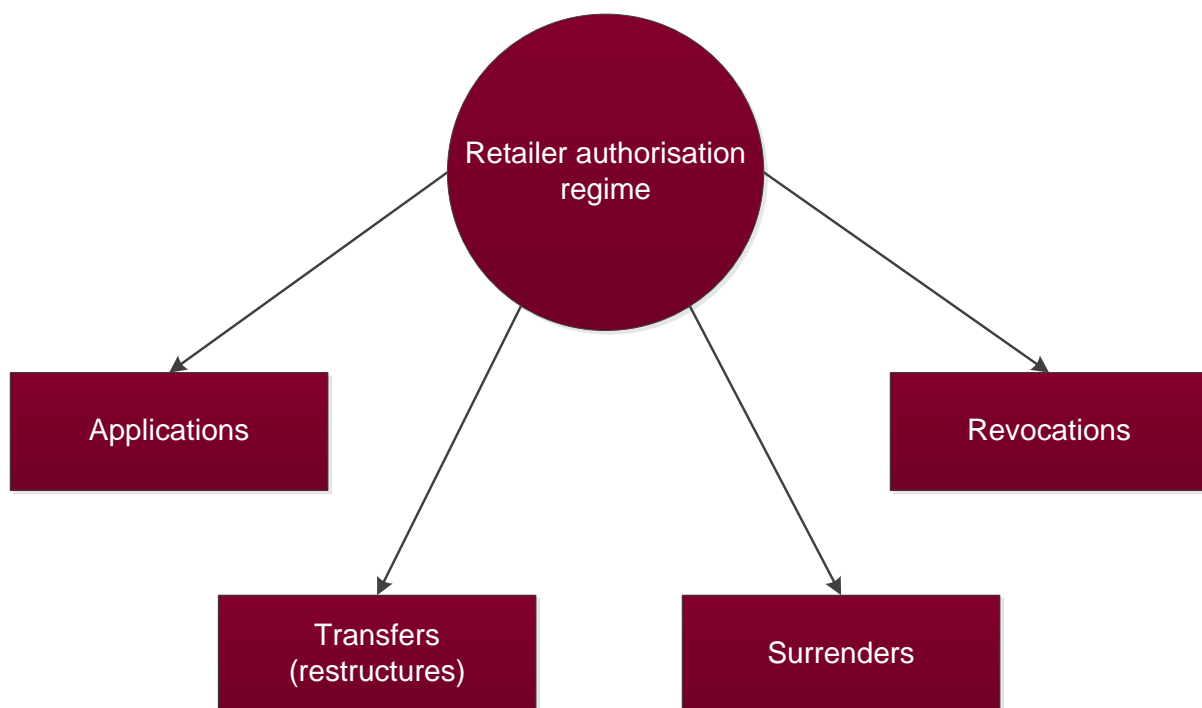 Retailer authorisation
regime
Applications
Revocations
Transfers
(restructures)
Surrenders